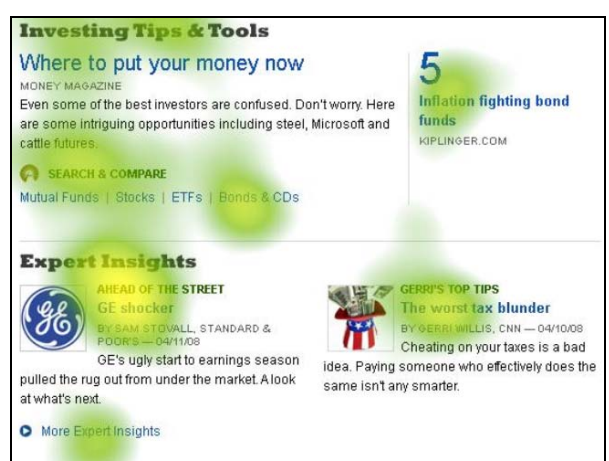 Investing Tips & Tools
Where to put your money now
MONEY MAGAZINE
Even some of the best investors are confused. Don't worry. Here
are some intriguing opportunities including steel, Microsoft and
cattle futures.
SEARCH & COMPARE
Mutual Funds | Stocks | ETFs | Bonds & CDs
5
Inflation fighting bond
funds
KIPLINGER.COM
Expert Insights
GE
AHEAD OF THE STREET
GE shocker
BY SAM STOVALL, STANDARD &
POOR'S — 04/11/08
GE's ugly start to earnings season
pulled the rug out from under the market. A look
at what's next.
GERRI'S TOP TIPS
The worst tax blunder
BY GERRI WILLIS, CNN — 04/10/08
Cheating on your taxes is a bad
idea. Paying someone who effectively does the
same isn't any smarter.
More Expert Insights